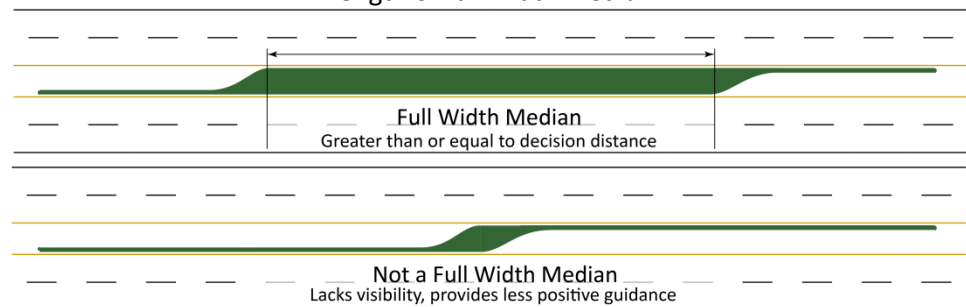 Full Width Median
Greater than or equal to decision distance
Not a Full Width Median
Lacks visibility, provides less positive guidance